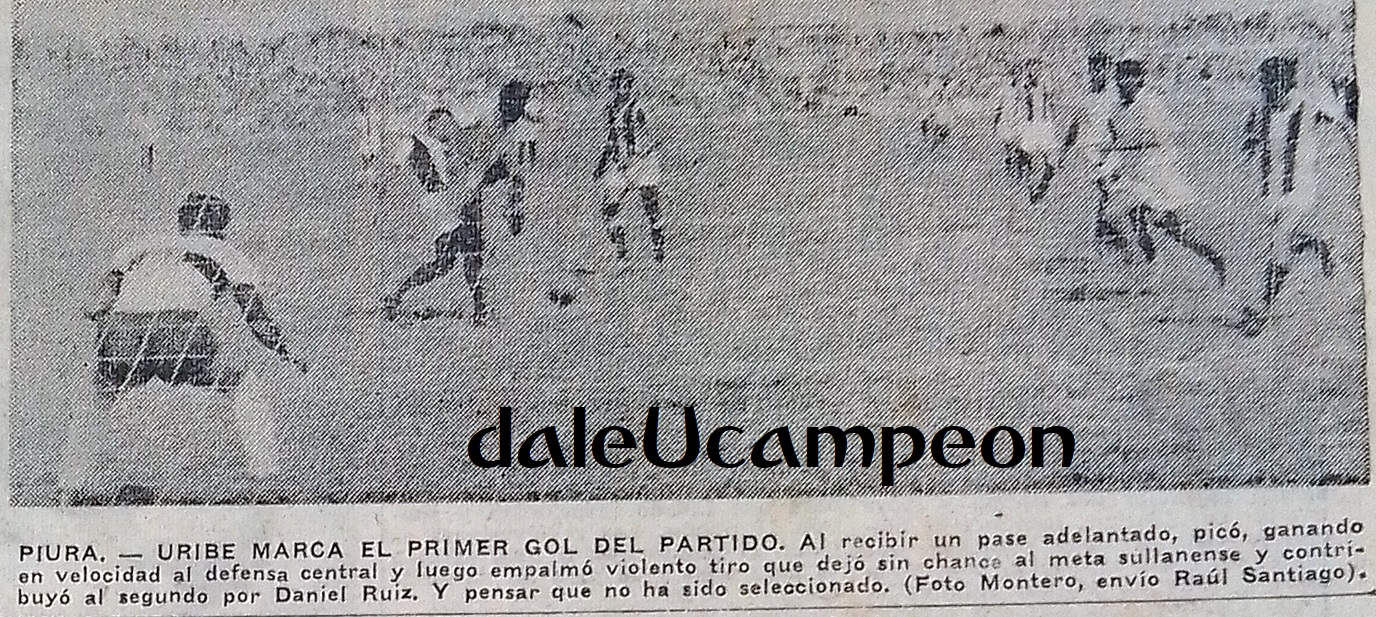 daleUcampeon
PIURA. — URIBE MARCA EL PRIMER GOL DEL PARTIDO. Al recibir un pase adelantado, picó, ganando
en velocidad al defensa central y luego empalmó violento tiro que dejó sin chance al meta sullanense y contri-
buyó al segundo por Daniel Ruiz. Y pensar que no ha sido seleccionado. (Foto Montero, envío Raúl Santiago).